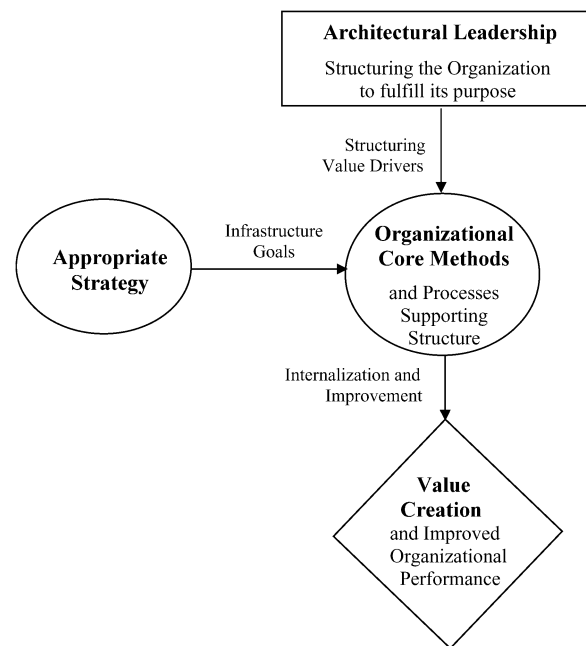 Architectural Leadership
Structuring the Organization
to fulfill its purpose
Structuring
Value Drivers
Infrastructure
Goals
Appropriate
Strategy
Organizational
Core Methods
and Processes
Supporting
Structure
Internalization and
Improvement
Value
Creation
and Improved
Organizational
Performance